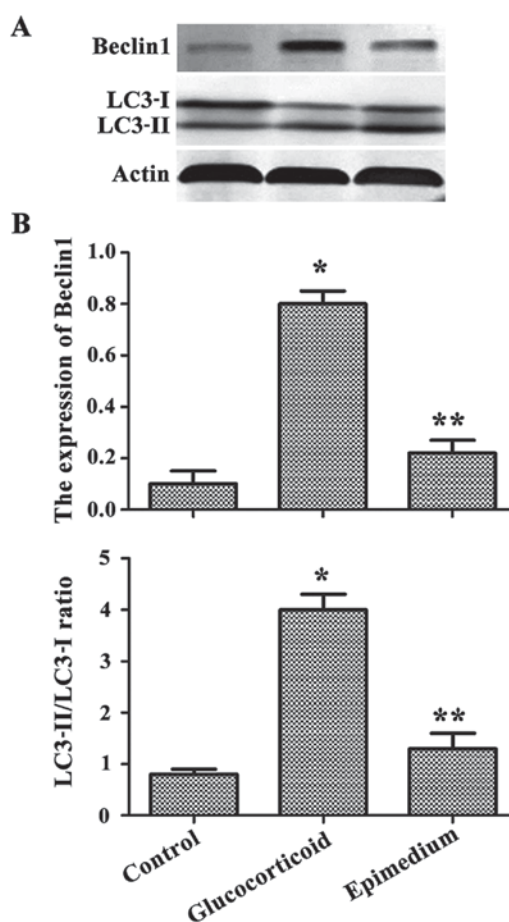 A
Beclin1
LC3-I
LC3-II
Actin
B
The expression of Beclin1
1.0
0.8
0.6
0.4
0.2
0.0
*
**
LC3-II/LC3-I ratio
5
4
3
2
1
0
*
**
Control
Glucocorticoid
Epimedium